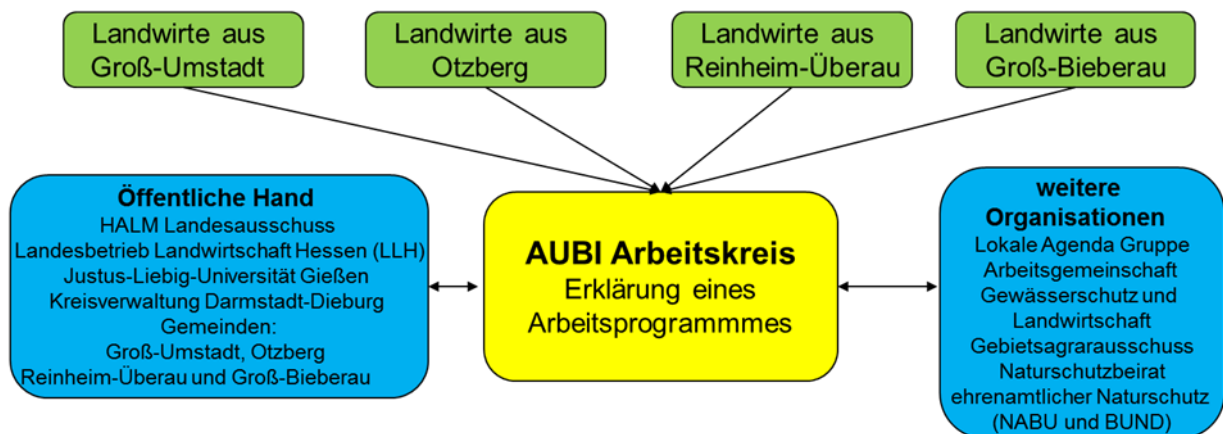 Landwirte aus
Groß-Umstadt
Landwirte aus
Otzberg
Landwirte aus
Reinheim-Überau
Landwirte aus
Groß-Bieberau
Öffentliche Hand
HALM Landesausschuss
Landesbetrieb Landwirtschaft Hessen (LLH)
Justus-Liebig-Universität Gießen
Kreisverwaltung Darmstadt-Dieburg
Gemeinden:
Groß-Umstadt, Otzberg
Reinheim-Überau und Groß-Bieberau
AUBI Arbeitskreis
Erklärung eines
Arbeitsprogrammmes
weitere
Organisationen
Lokale Agenda Gruppe
Arbeitsgemeinschaft
Gewässerschutz und
Landwirtschaft
Gebietsagrarausschuss
Naturschutzbeirat
ehrenamtlicher Naturschutz
(NABU und BUND)